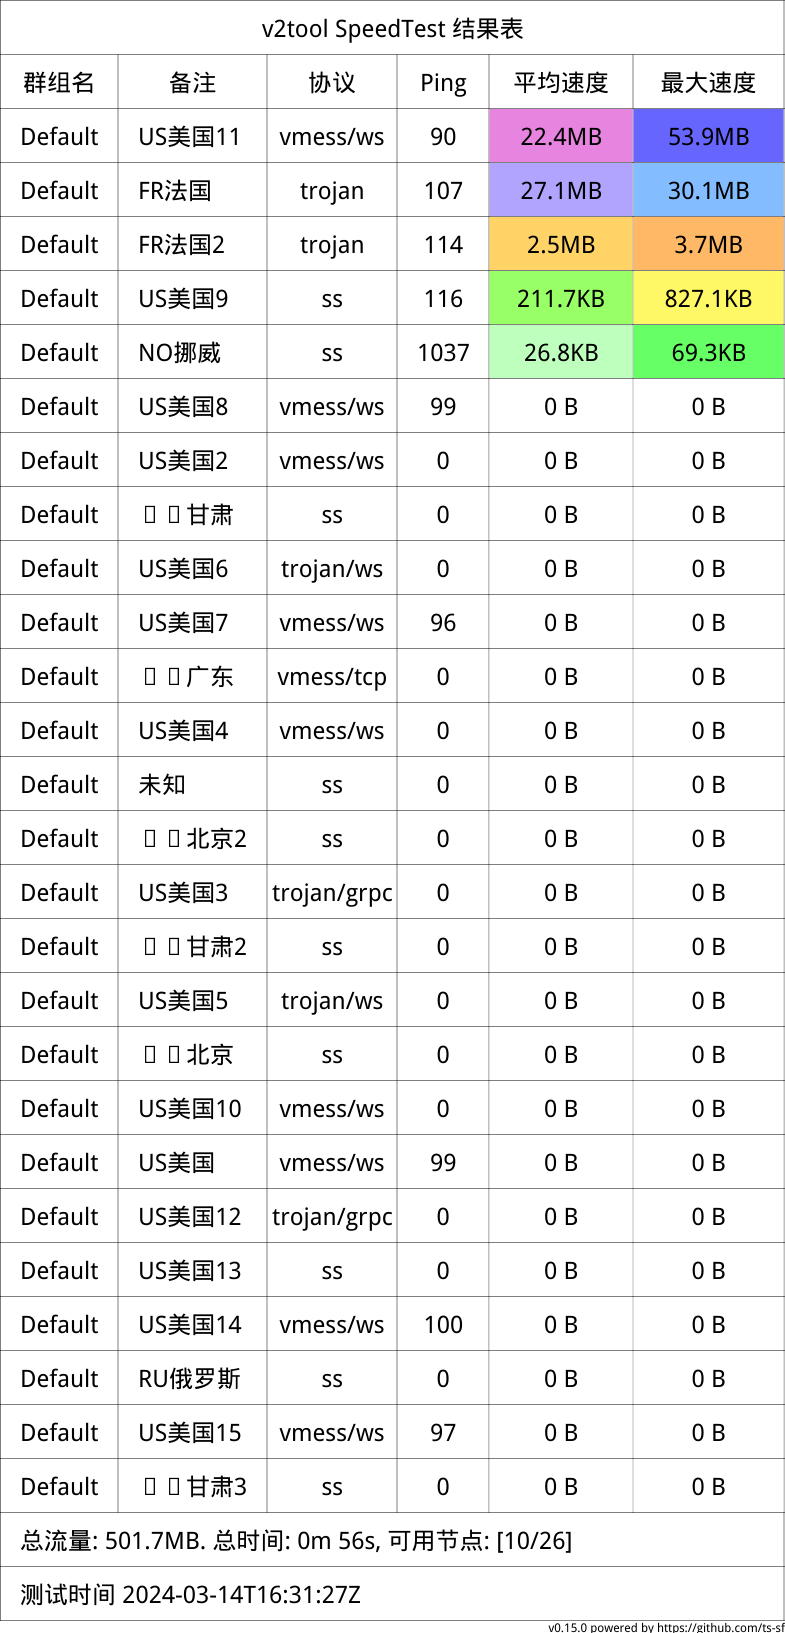 v2tool SpeedTest 结果表
群组名 备注 协议 Ping 平均速度 最大速度
Default US美国11 vmess/ws 90 22.4MB 53.9MB
Default FR法国 trojan 107 27.1MB 30.1MB
Default FR法国2 trojan 114 2.5MB 3.7MB
Default US美国9 ss 116 211.7KB 827.1KB
Default NO挪威 ss 1037 26.8KB 69.3KB
Default US美国8 vmess/ws 99 0 B 0 B
Default US美国2 vmess/ws 0 0 B 0 B
Default 甘肃 ss 0 0 B 0 B
Default US美国6 trojan/ws 0 0 B 0 B
Default US美国7 vmess/ws 96 0 B 0 B
Default 广东 vmess/tcp 0 0 B 0 B
Default US美国4 vmess/ws 0 0 B 0 B
Default 未知 ss 0 0 B 0 B
Default 北京2 ss 0 0 B 0 B
Default US美国3 trojan/grpc 0 0 B 0 B
Default 甘肃2 ss 0 0 B 0 B
Default US美国5 trojan/ws 0 0 B 0 B
Default 北京 ss 0 0 B 0 B
Default US美国10 vmess/ws 0 0 B 0 B
Default US美国 vmess/ws 99 0 B 0 B
Default US美国12 trojan/grpc 0 0 B 0 B
Default US美国13 ss 0 0 B 0 B
Default US美国14 vmess/ws 100 0 B 0 B
Default RU俄罗斯 ss 0 0 B 0 B
Default US美国15 vmess/ws 97 0 B 0 B
Default 甘肃3 ss 0 0 B 0 B
总流量: 501.7MB. 总时间: 0m 56s, 可用节点: [10/26]
测试时间 2024-03-14T16:31:27Z
v0.15.0 powered by https://github.com/ts-sf